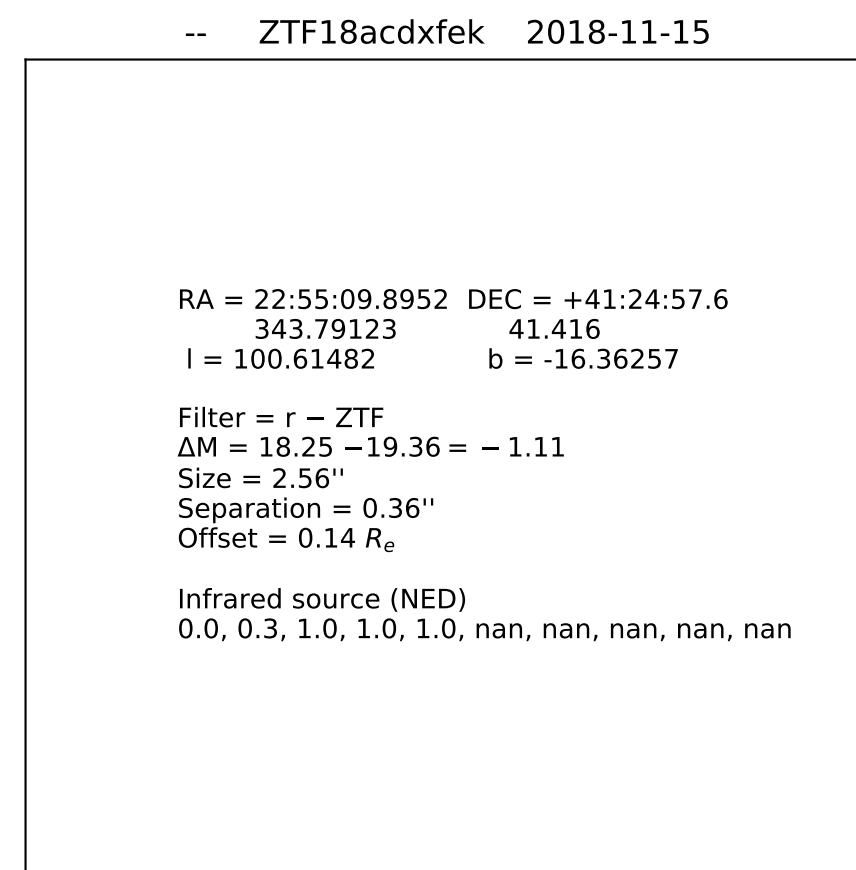 -- ZTF18acdxfek 2018-11-15
RA = 22:55:09.8952 DEC = +41:24:57.6
343.79123 41.416
l = 100.61482 b = -16.36257
Filter = r − ZTF
ΔM = 18.25 −19.36 = − 1.11
Size = 2.56''
Separation = 0.36''
Offset = 0.14 Re
Infrared source (NED)
0.0, 0.3, 1.0, 1.0, 1.0, nan, nan, nan, nan, nan